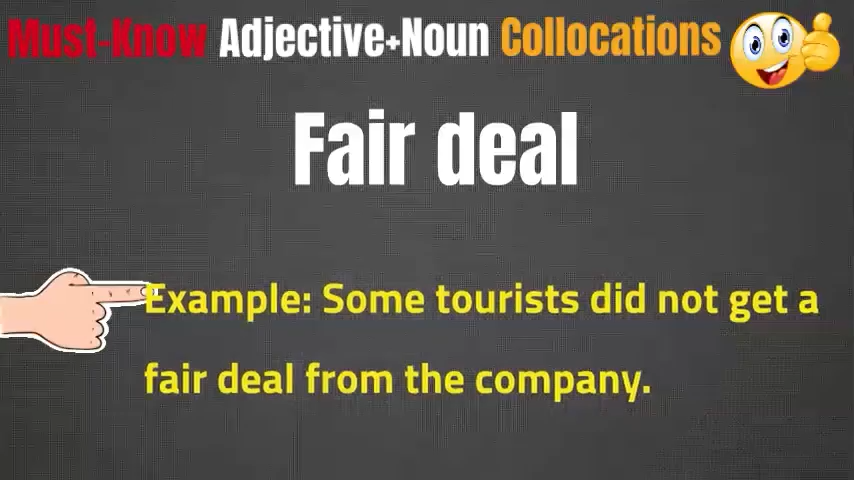 Must-Know Adjective+Noun Collocations
Fair deal
Example: Some tourists did not get a
fair deal from the company.